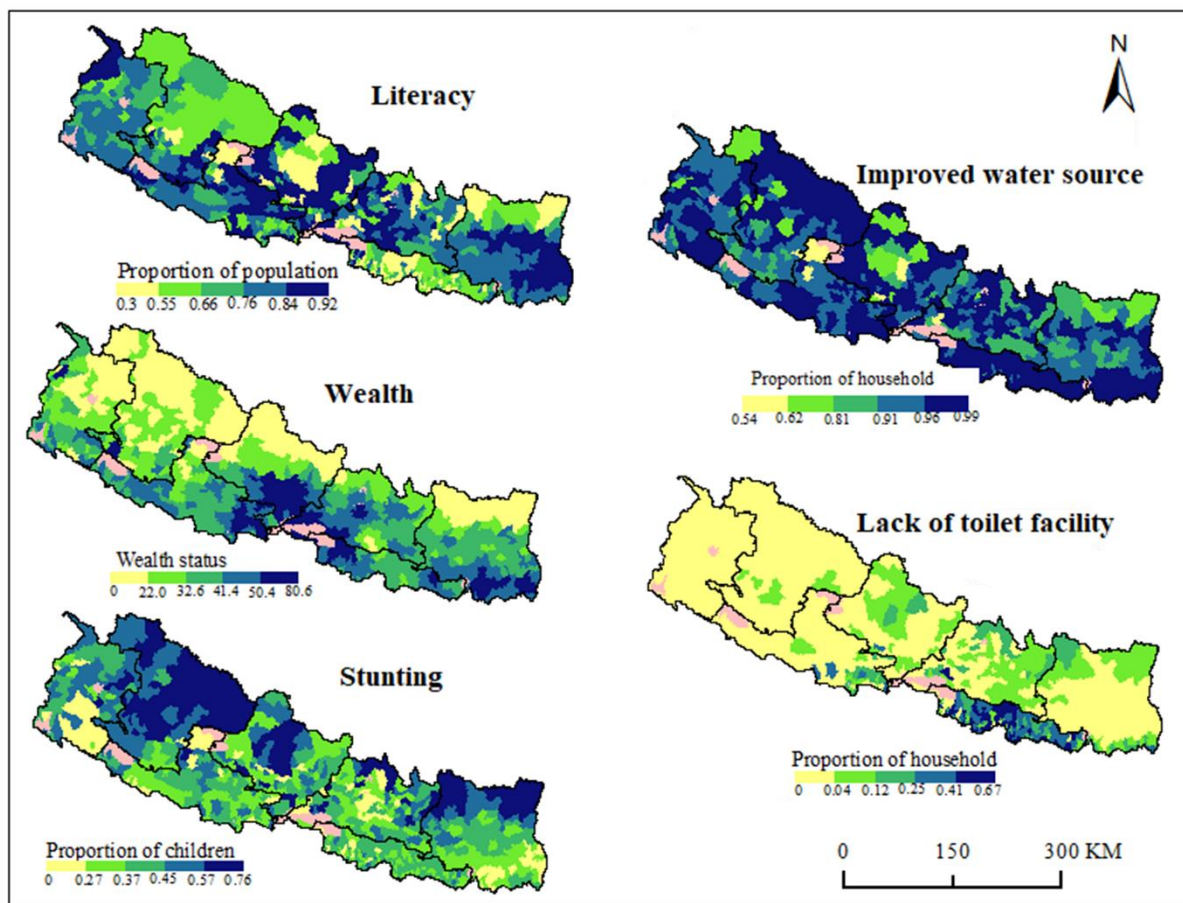 N
Literacy
Proportion of population
0.3 0.55 0.66 0.76 0.84 0.92
Improved water source
Proportion of household
0.54 0.62 0.81 0.91 0.96 0.99
Wealth
Wealth status
0 22.0 32.6 41.4 50.4 80.6
Lack of toilet facility
Proportion of household
0 0.04 0.12 0.25 0.41 0.67
Stunting
Proportion of children
0 0.27 0.37 0.45 0.57 0.76
0 150 300 KM